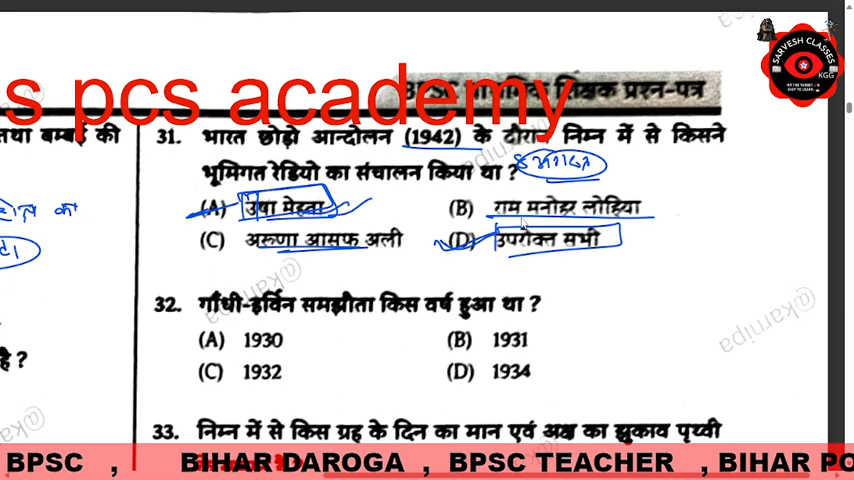 s pcs academy
शिक्षक प्रश्न-पत्र
SARVESH CLASSES
KGG
तथा बम्बई की
31. भारत छोड़ो आन्दोलन (1942) के दौरान निम्न में से किसने
भूमिगत रेडियो का संचालन किया था ?
(A) उषा मेहता (B) राम मनोहर लोहिया
(C) अरुणा आसफ अली (D) उपरोक्त सभी
32. गाँधी-इर्विन समझौता किस वर्ष हुआ था ?
(A) 1930 (B) 1931
(C) 1932 (D) 1934
है ?
33. निम्न में से किस ग्रह के दिन का मान एवं अक्ष का झुकाव पृथ्वी
@karnipa
@karnipa
BPSC , BIHAR DAROGA , BPSC TEACHER , BIHAR PO